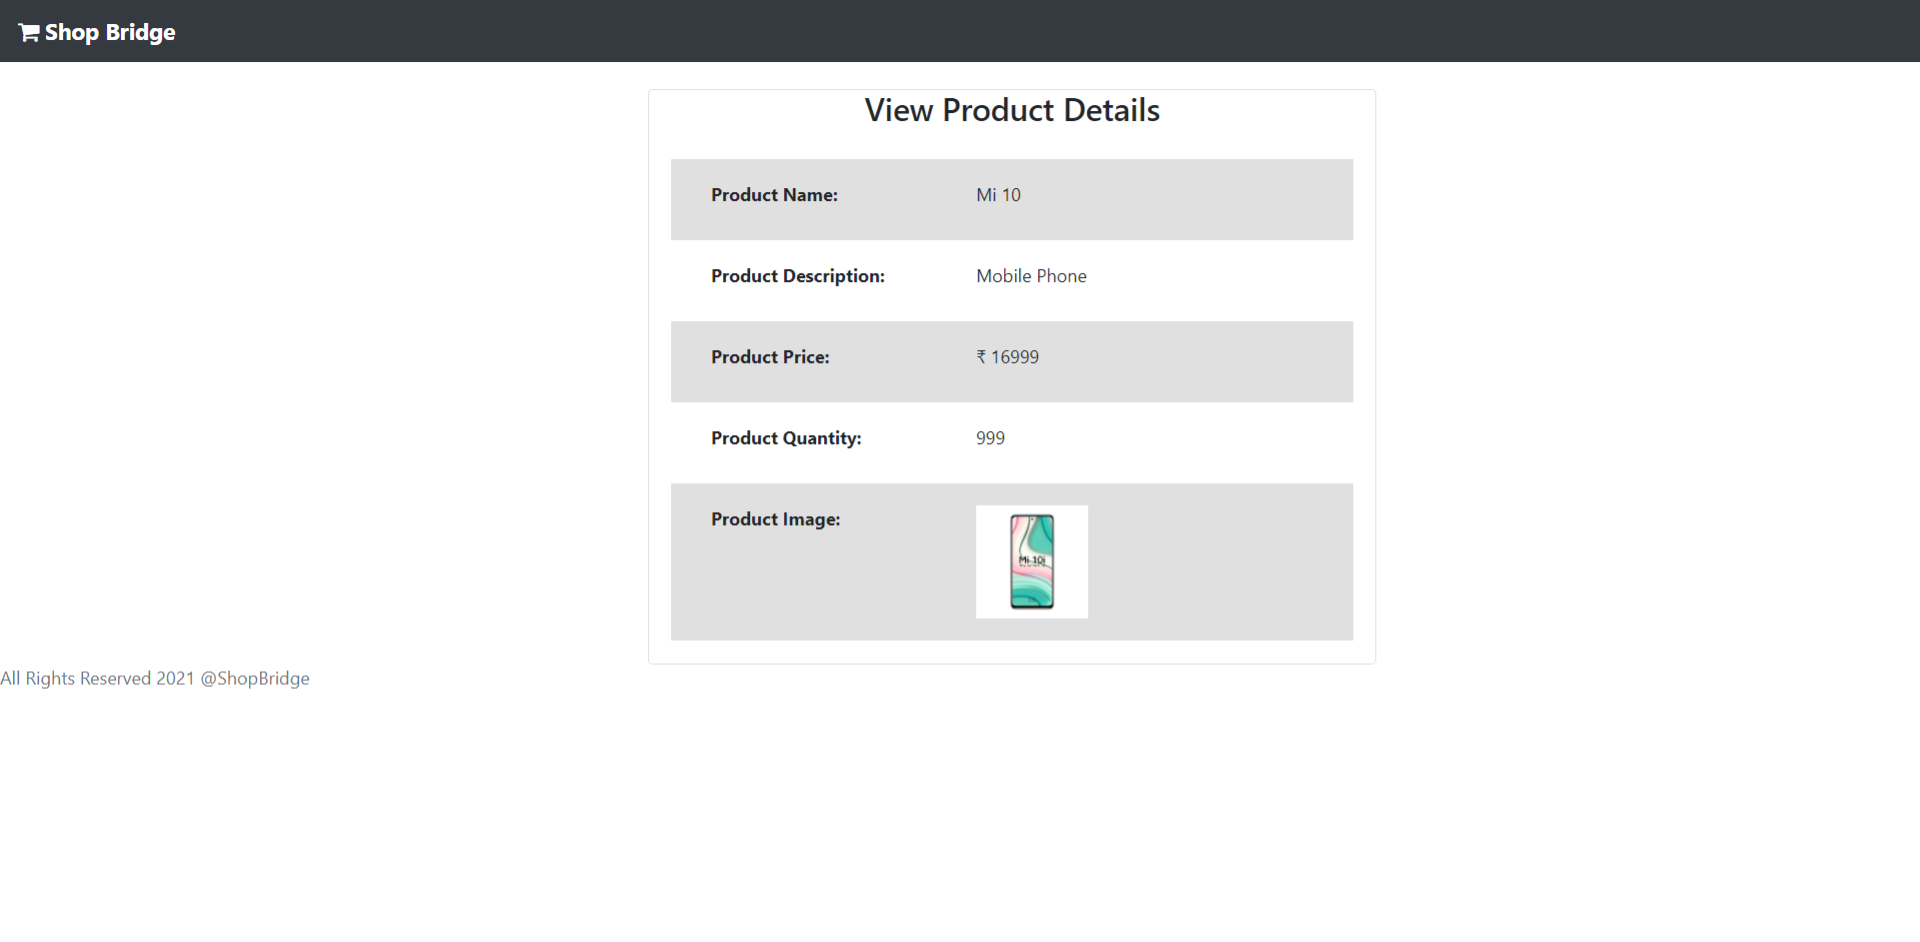 Shop Bridge
View Product Details
Product Name: Mi 10
Product Description: Mobile Phone
Product Price: ₹ 16999
Product Quantity: 999
Product Image:
Mi 10i
All Rights Reserved 2021 @ShopBridge